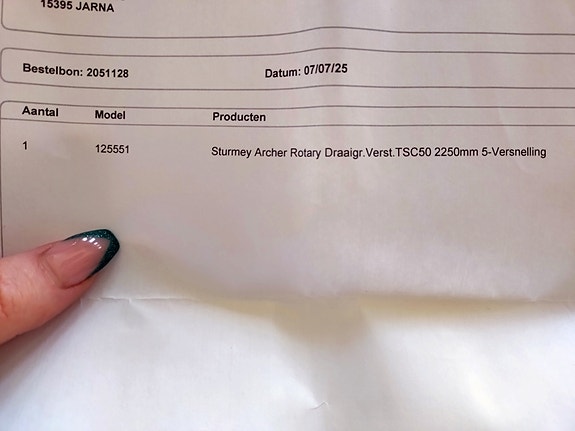 15395 JARNA
Bestelbon: 2051128 Datum: 07/07/25
Aantal Model Producten
1 125551 Sturmey Archer Rotary Draaigr.Verst.TSC50 2250mm 5-Versnelling